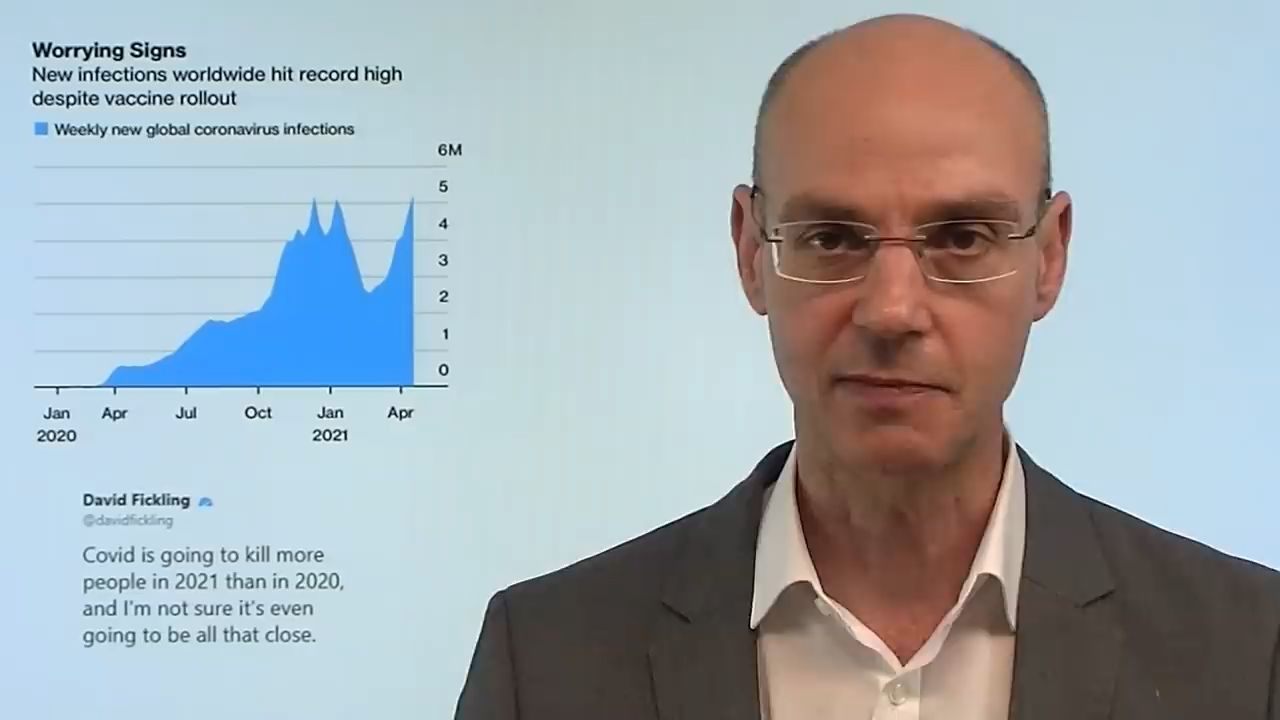 Worrying Signs
New infections worldwide hit record high
despite vaccine rollout
Weekly new global coronavirus infections
6M
5
4
3
2
1
0
Jan Apr Jul Oct Jan Apr
2020 2021
David Fickling
@davidfickling
Covid is going to kill more
people in 2021 than in 2020,
and I'm not sure it's even
going to be all that close.